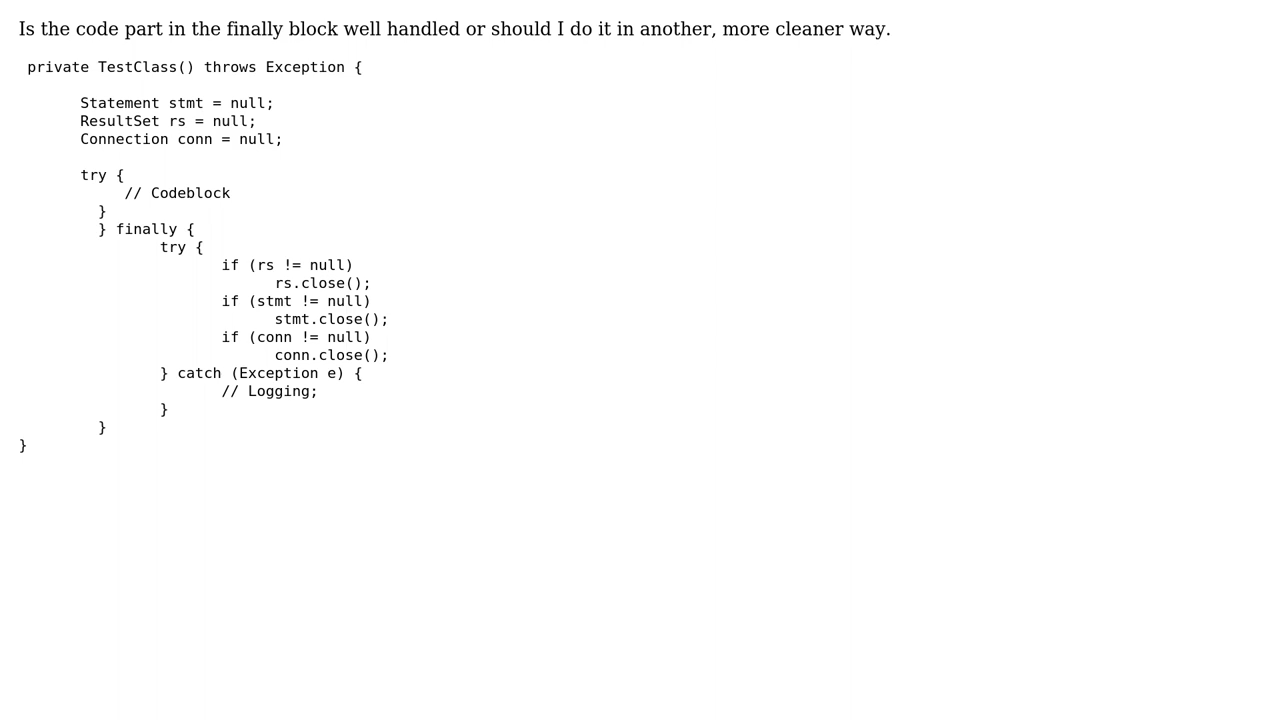 Is the code part in the finally block well handled or should I do it in another, more cleaner way.
private TestClass() throws Exception {
Statement stmt = null;
ResultSet rs = null;
Connection conn = null;
try {
// Codeblock
}
} finally {
try {
if (rs != null)
rs.close();
if (stmt != null)
stmt.close();
if (conn != null)
conn.close();
} catch (Exception e) {
// Logging;
}
}
}